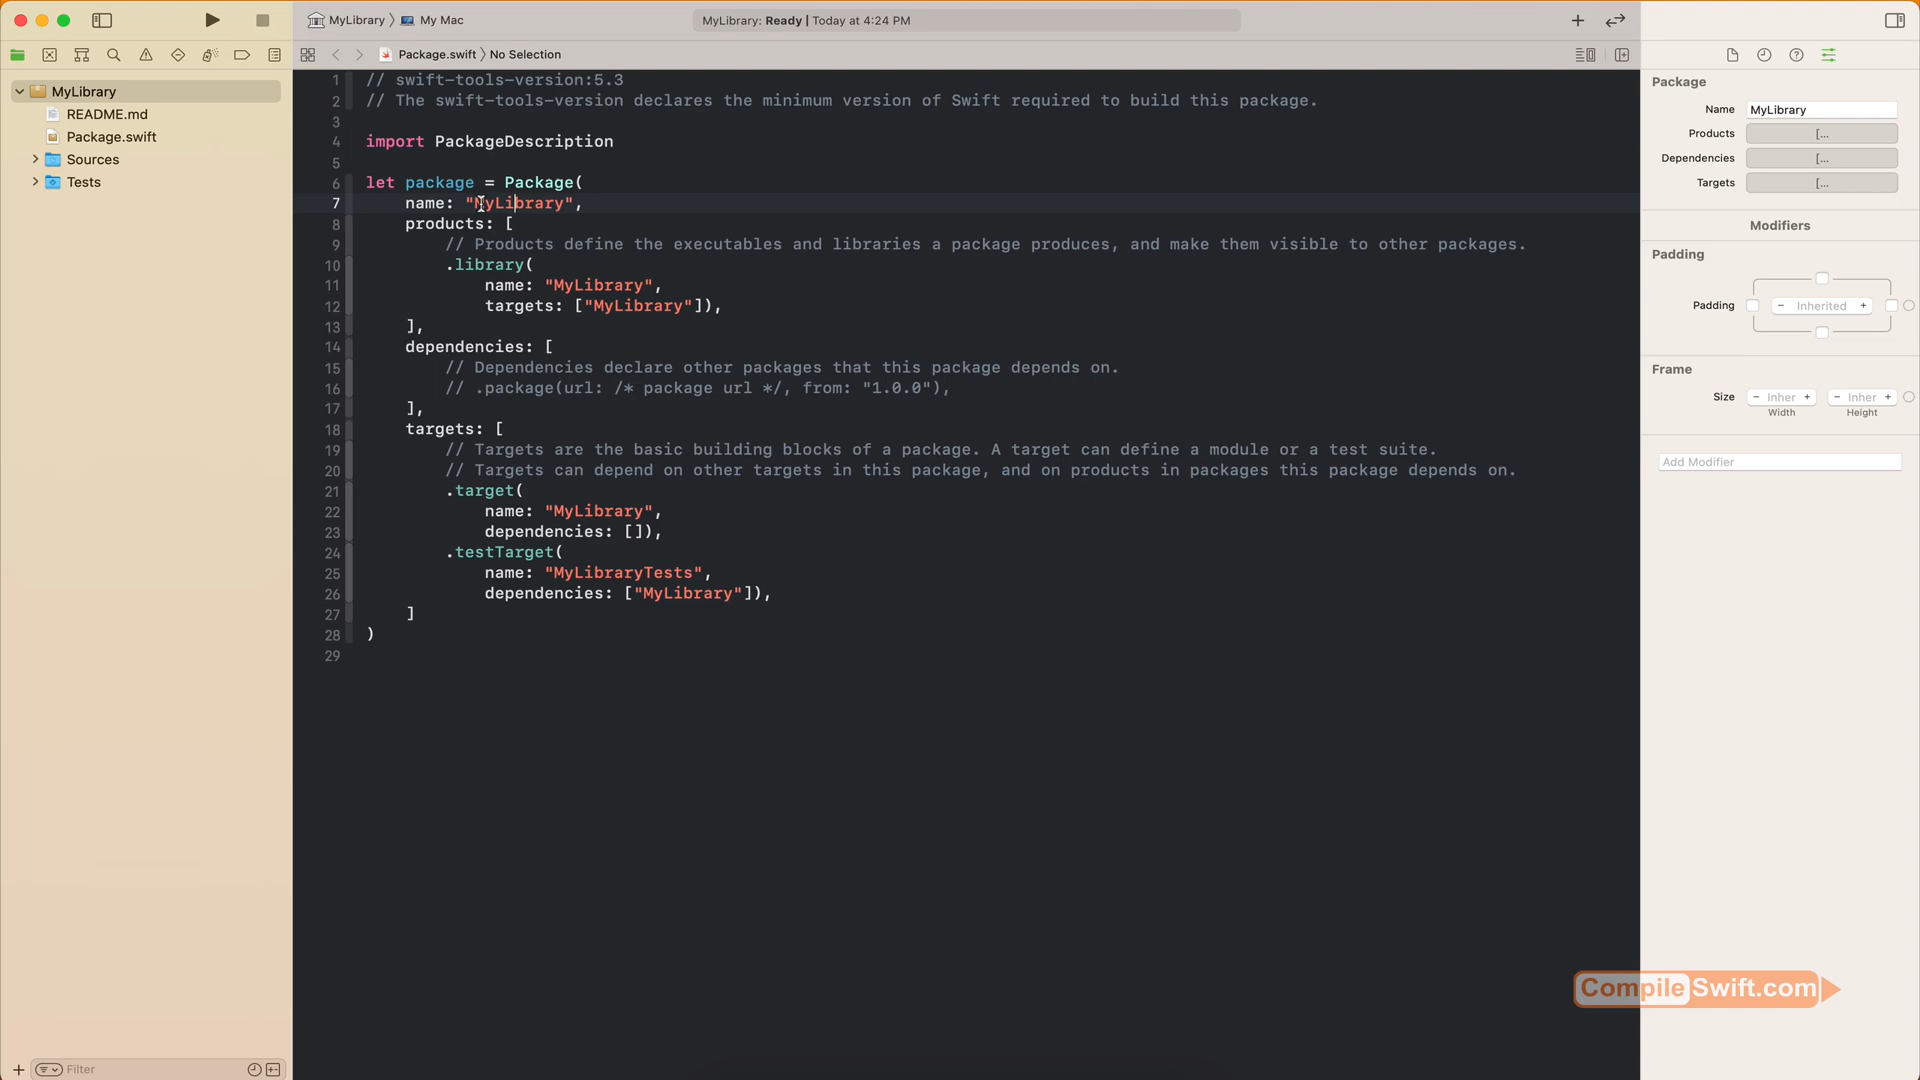 MyLibrary 〉 My Mac
MyLibrary: Ready | Today at 4:24 PM
Package.swift 〉 No Selection
MyLibrary
README.md
Package.swift
Sources
Tests
Filter
1 // swift-tools-version:5.3
2 // The swift-tools-version declares the minimum version of Swift required to build this package.
3
4 import PackageDescription
5
6 let package = Package(
7 name: "MyLibrary",
8 products: [
9 // Products define the executables and libraries a package produces, and make them visible to other packages.
10 .library(
11 name: "MyLibrary",
12 targets: ["MyLibrary"]),
13 ],
14 dependencies: [
15 // Dependencies declare other packages that this package depends on.
16 // .package(url: /* package url */, from: "1.0.0"),
17 ],
18 targets: [
19 // Targets are the basic building blocks of a package. A target can define a module or a test suite.
20 // Targets can depend on other targets in this package, and on products in packages this package depends on.
21 .target(
22 name: "MyLibrary",
23 dependencies: []),
24 .testTarget(
25 name: "MyLibraryTests",
26 dependencies: ["MyLibrary"]),
27 ]
28 )
29
Package
Name MyLibrary
Products [...
Dependencies [...
Targets [...
Modifiers
Padding
Padding - Inherited +
Frame
Size - Inher + - Inher +
Width Height
Add Modifier
CompileSwift.com